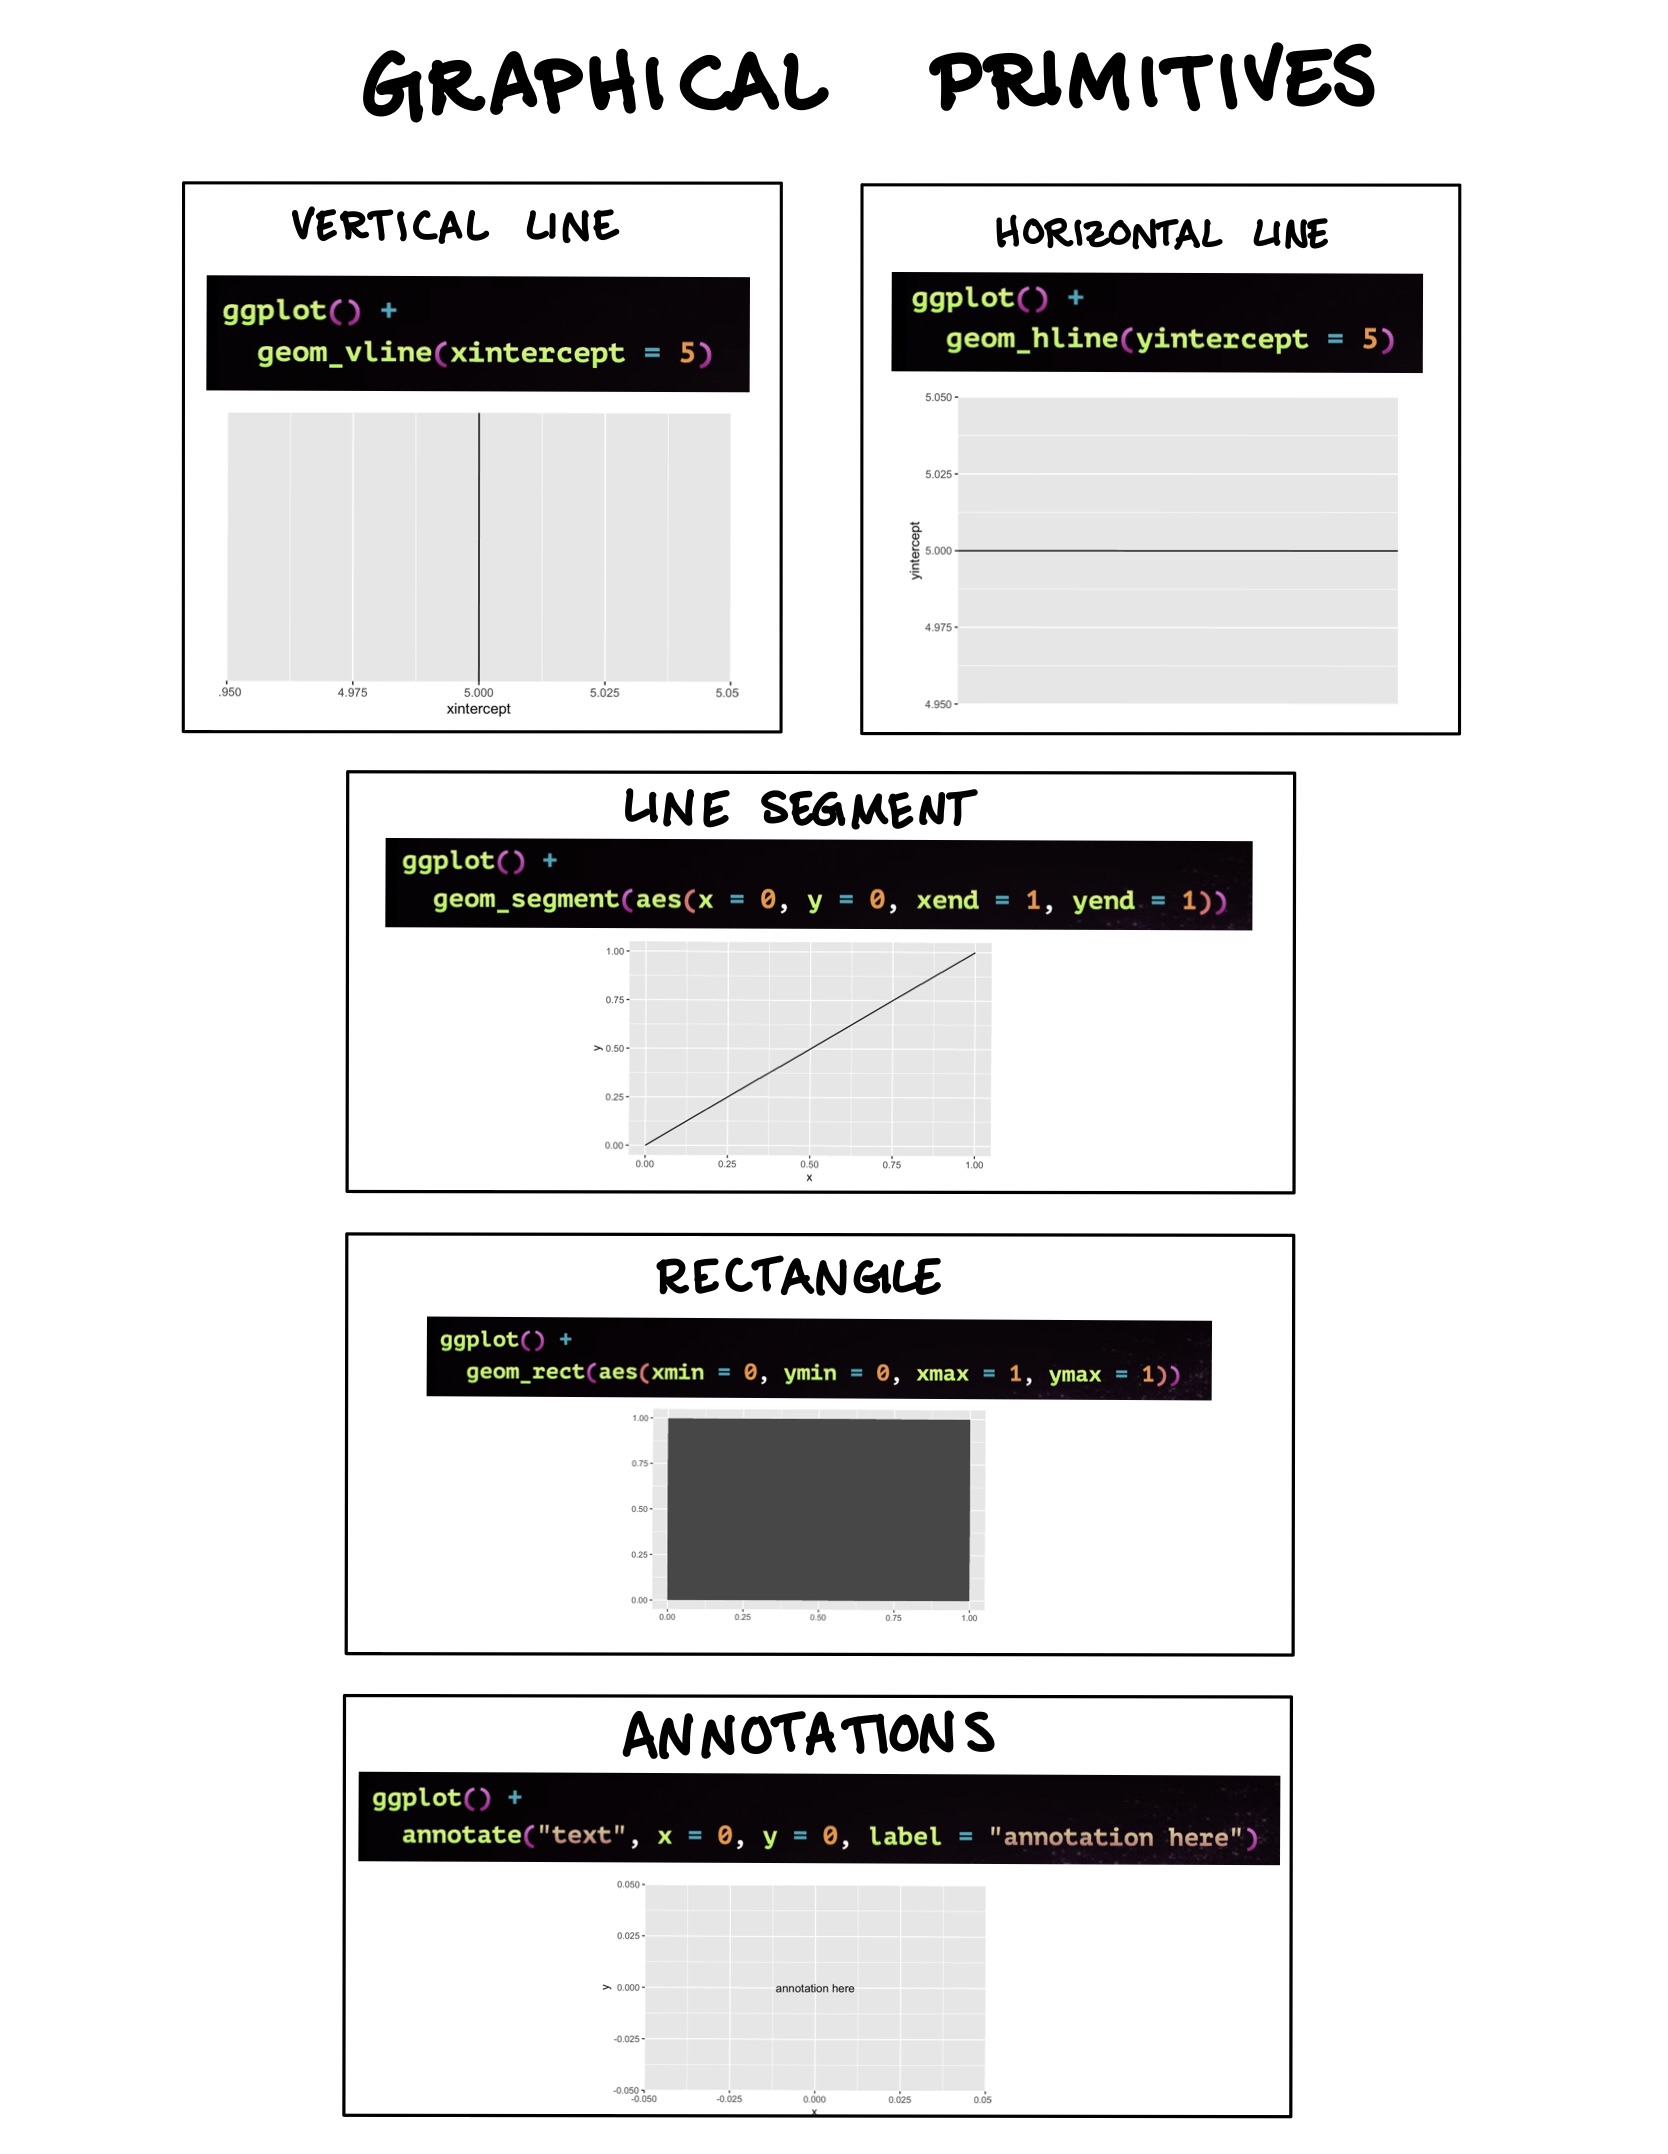 GRAPHICAL PRIMITIVES
VERTICAL LINE
ggplot() +
geom_vline(xintercept = 5)
.950 4.975 5.000 5.025 5.05
xintercept
HORIZONTAL LINE
ggplot() +
geom_hline(yintercept = 5)
5.050
5.025
yintercept
5.000
4.975
4.950
LINE SEGMENT
ggplot() +
geom_segment(aes(x = 0, y = 0, xend = 1, yend = 1))
1.00
0.75
y
0.50
0.25
0.00
0.00 0.25 0.50 0.75 1.00
x
RECTANGLE
ggplot() +
geom_rect(aes(xmin = 0, ymin = 0, xmax = 1, ymax = 1))
1.00
0.75
0.50
0.25
0.00
0.00 0.25 0.50 0.75 1.00
ANNOTATIONS
ggplot() +
annotate("text", x = 0, y = 0, label = "annotation here")
0.050
0.025
y
0.000
annotation here
-0.025
-0.050
-0.050 -0.025 0.000 0.025 0.05
x